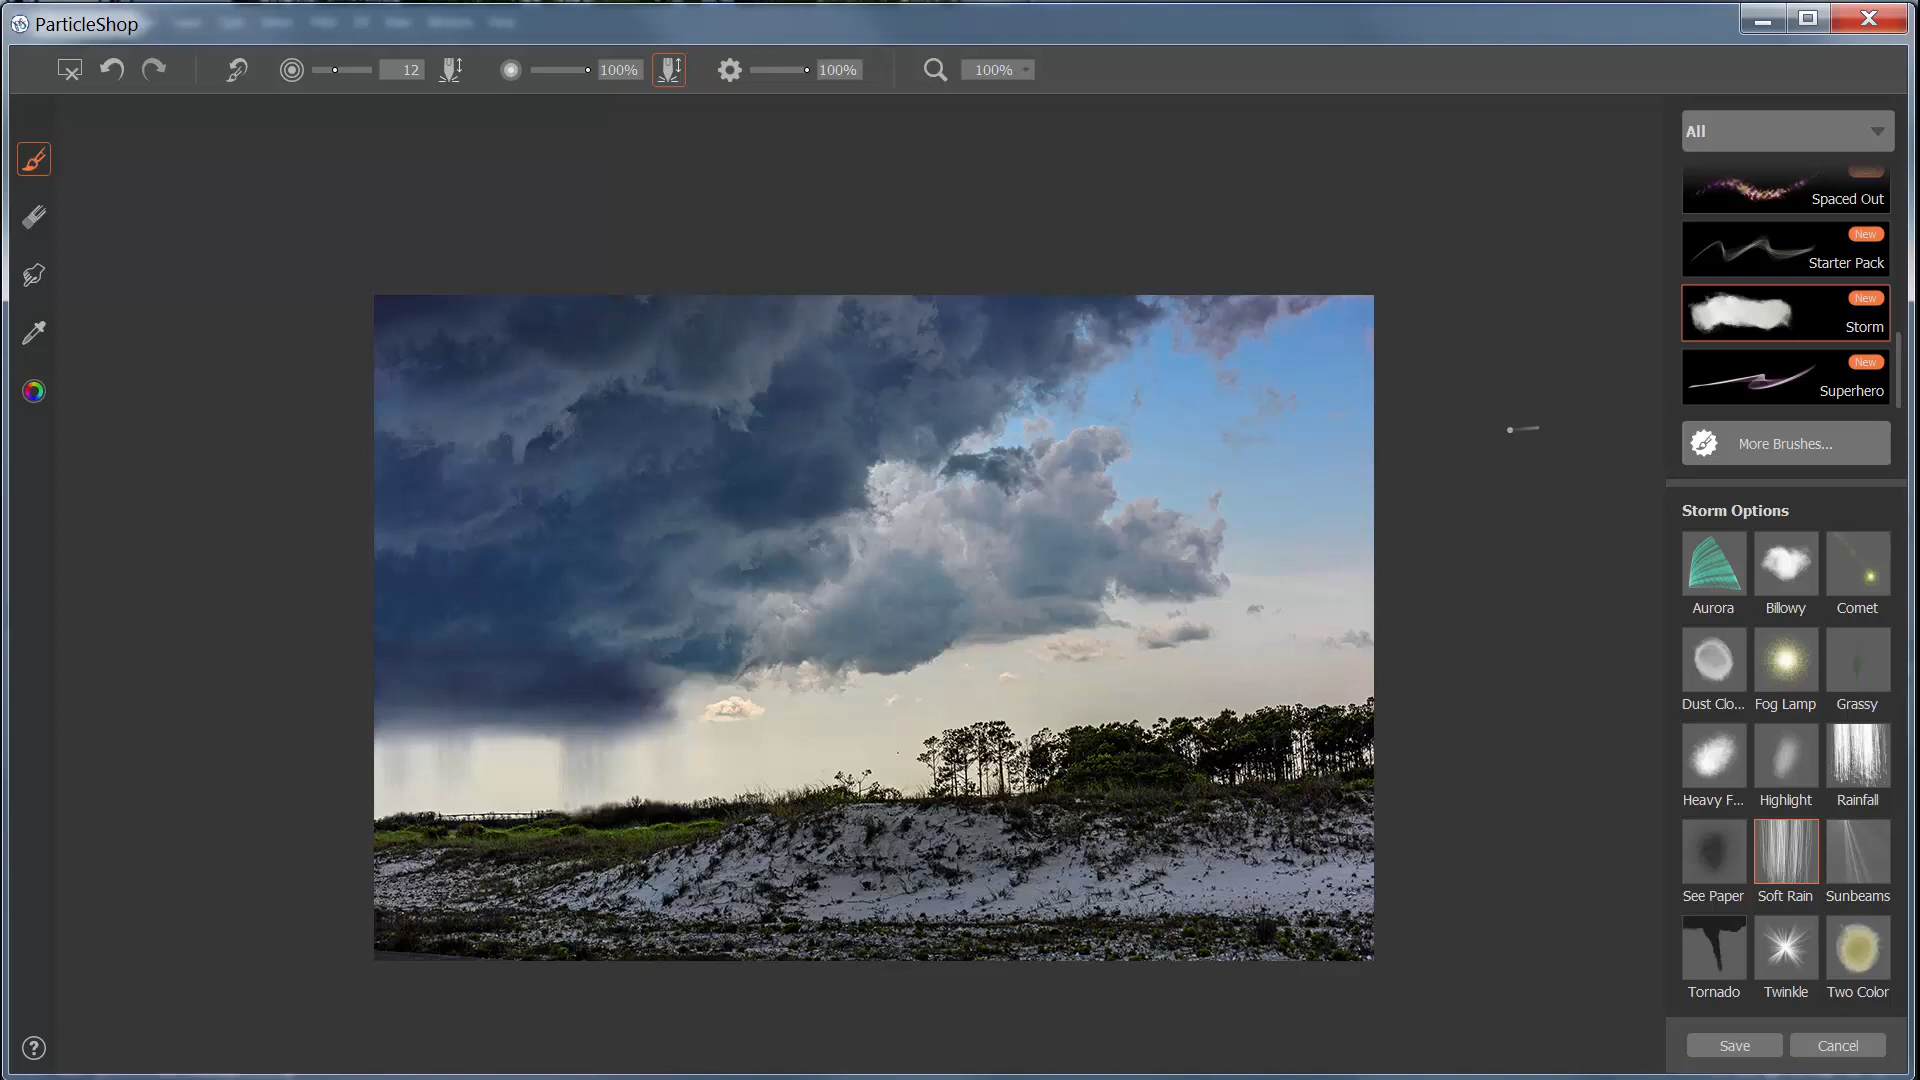 ParticleShop
12
100%
100%
100%
All
Spaced Out
New
Starter Pack
New
Storm
New
Superhero
More Brushes...
Storm Options
Aurora Billowy Comet
Dust Clo... Fog Lamp Grassy
Heavy F... Highlight Rainfall
See Paper Soft Rain Sunbeams
Tornado Twinkle Two Color
Save Cancel